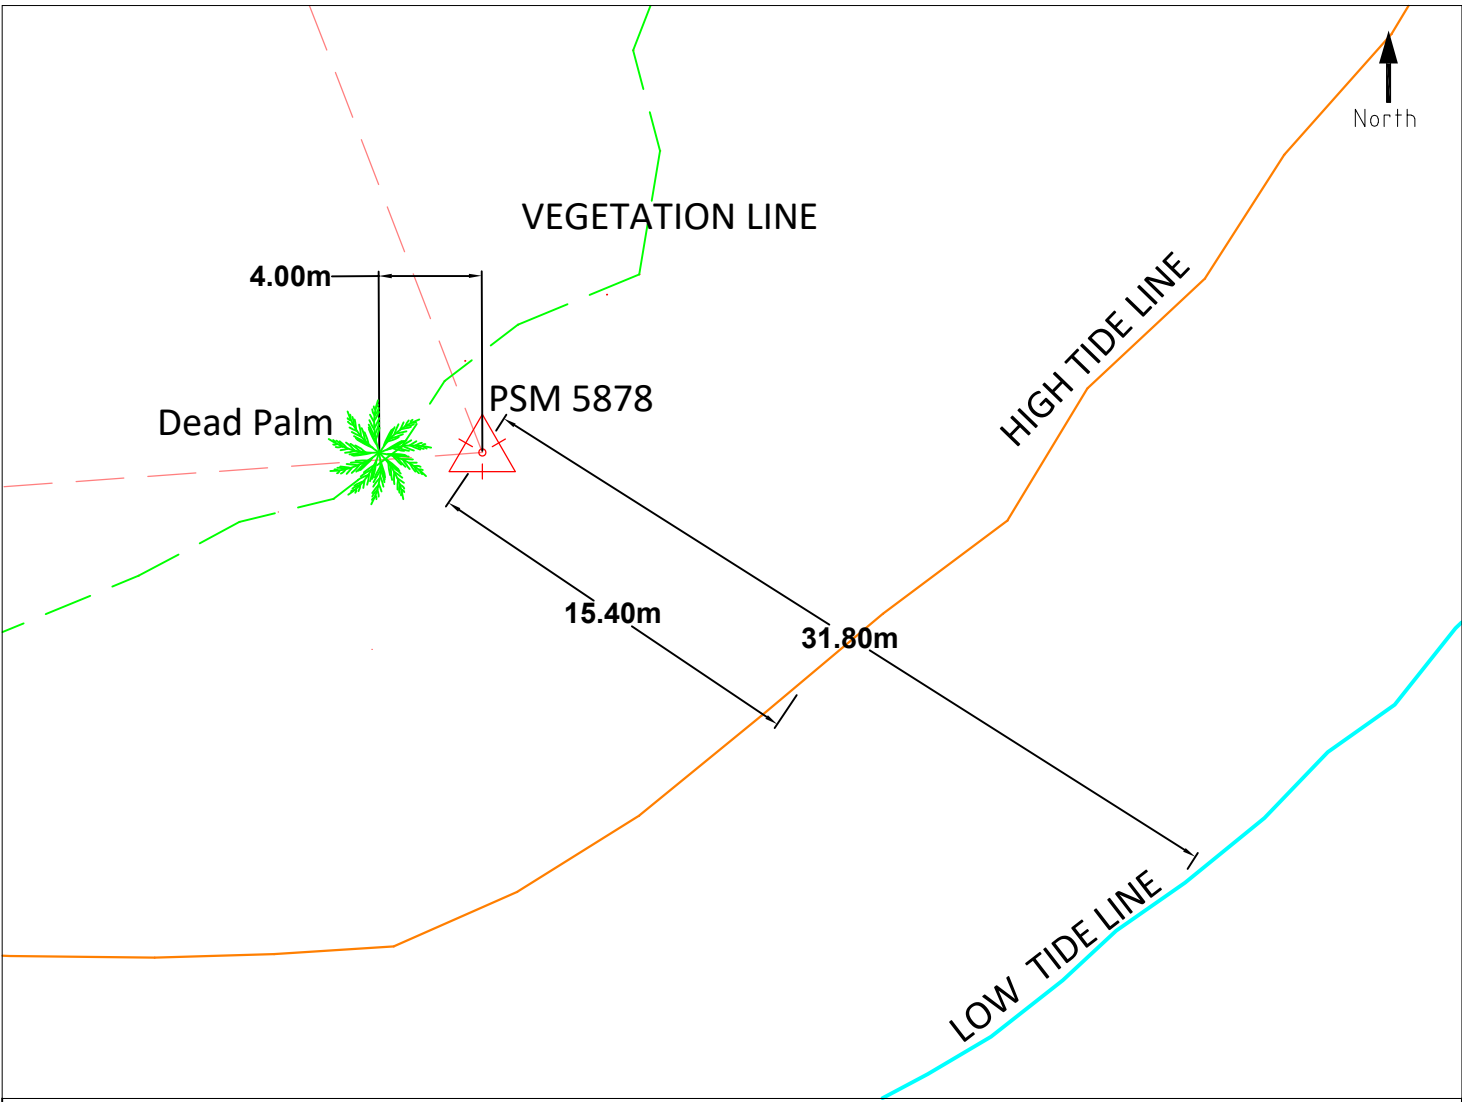 North
VEGETATION LINE
4.00m
HIGH TIDE LINE
PSM 5878
Dead Palm
15.40m
31.80m
LOW TIDE LINE